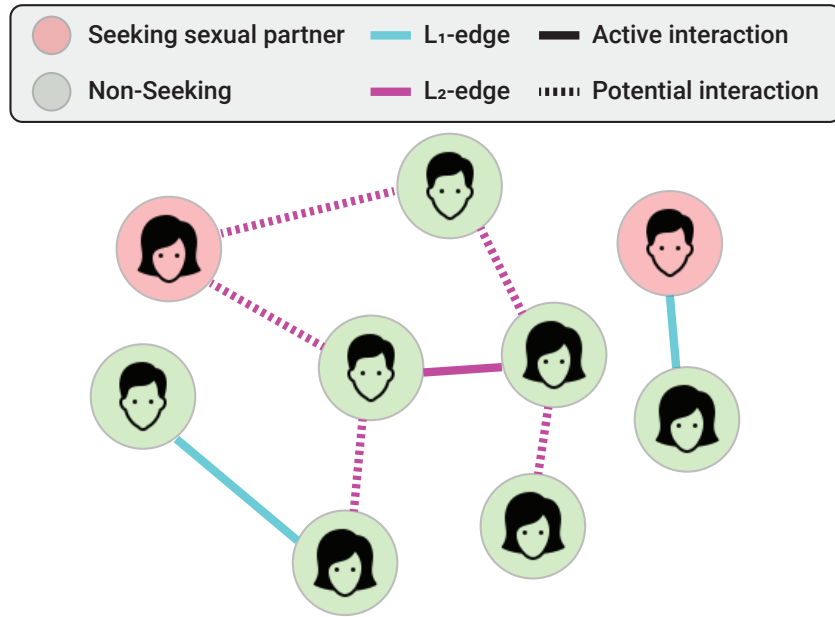 Seeking sexual partner L₁-edge Active interaction
Non-Seeking L₂-edge Potential interaction